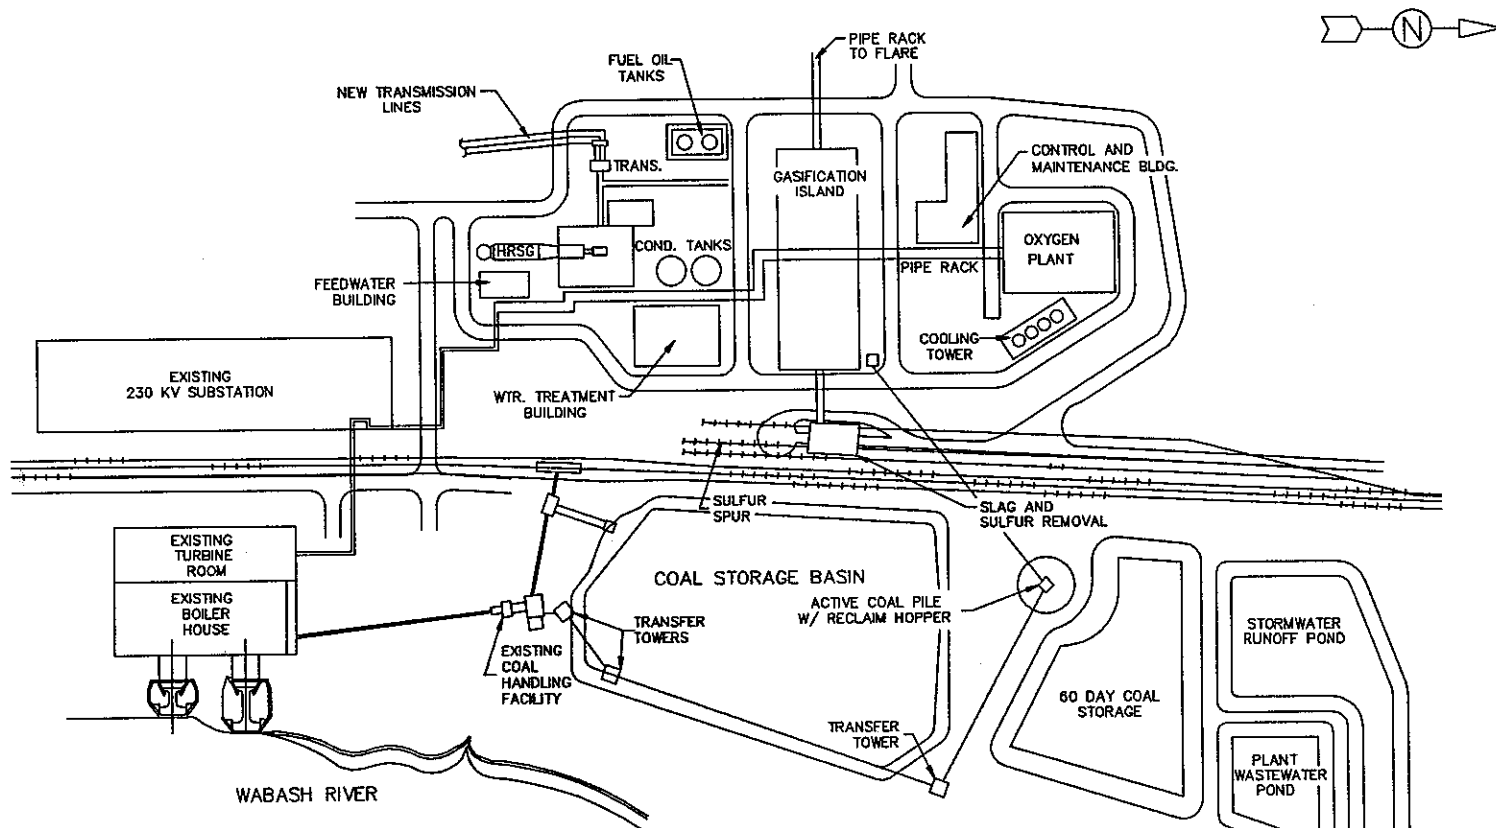 N
PIPE RACK
TO FLARE
FUEL OIL
TANKS
NEW TRANSMISSION
LINES
TRANS.
GASIFICATION
ISLAND
CONTROL AND
MAINTENANCE BLDG.
HRSG
COND. TANKS
OXYGEN
PLANT
PIPE RACK
FEEDWATER
BUILDING
COOLING
TOWER
EXISTING
230 KV SUBSTATION
WTR. TREATMENT
BUILDING
SULFUR
SPUR
SLAG AND
SULFUR REMOVAL
EXISTING
TURBINE
ROOM
EXISTING
BOILER
HOUSE
COAL STORAGE BASIN
ACTIVE COAL PILE
W/ RECLAIM HOPPER
TRANSFER
TOWERS
EXISTING
COAL
HANDLING
FACILITY
STORMWATER
RUNOFF POND
60 DAY COAL
STORAGE
TRANSFER
TOWER
PLANT
WASTEWATER
POND
WABASH RIVER